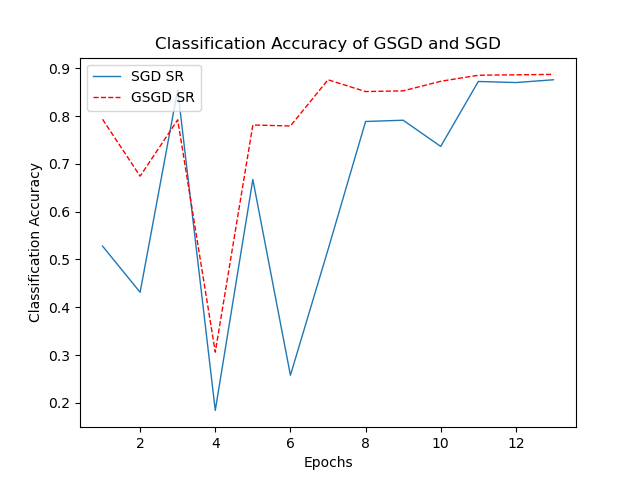 Classification Accuracy of GSGD and SGD
SGD SR
GSGD SR
Classification Accuracy
0.9
0.8
0.7
0.6
0.5
0.4
0.3
0.2
2 4 6 8 10 12
Epochs